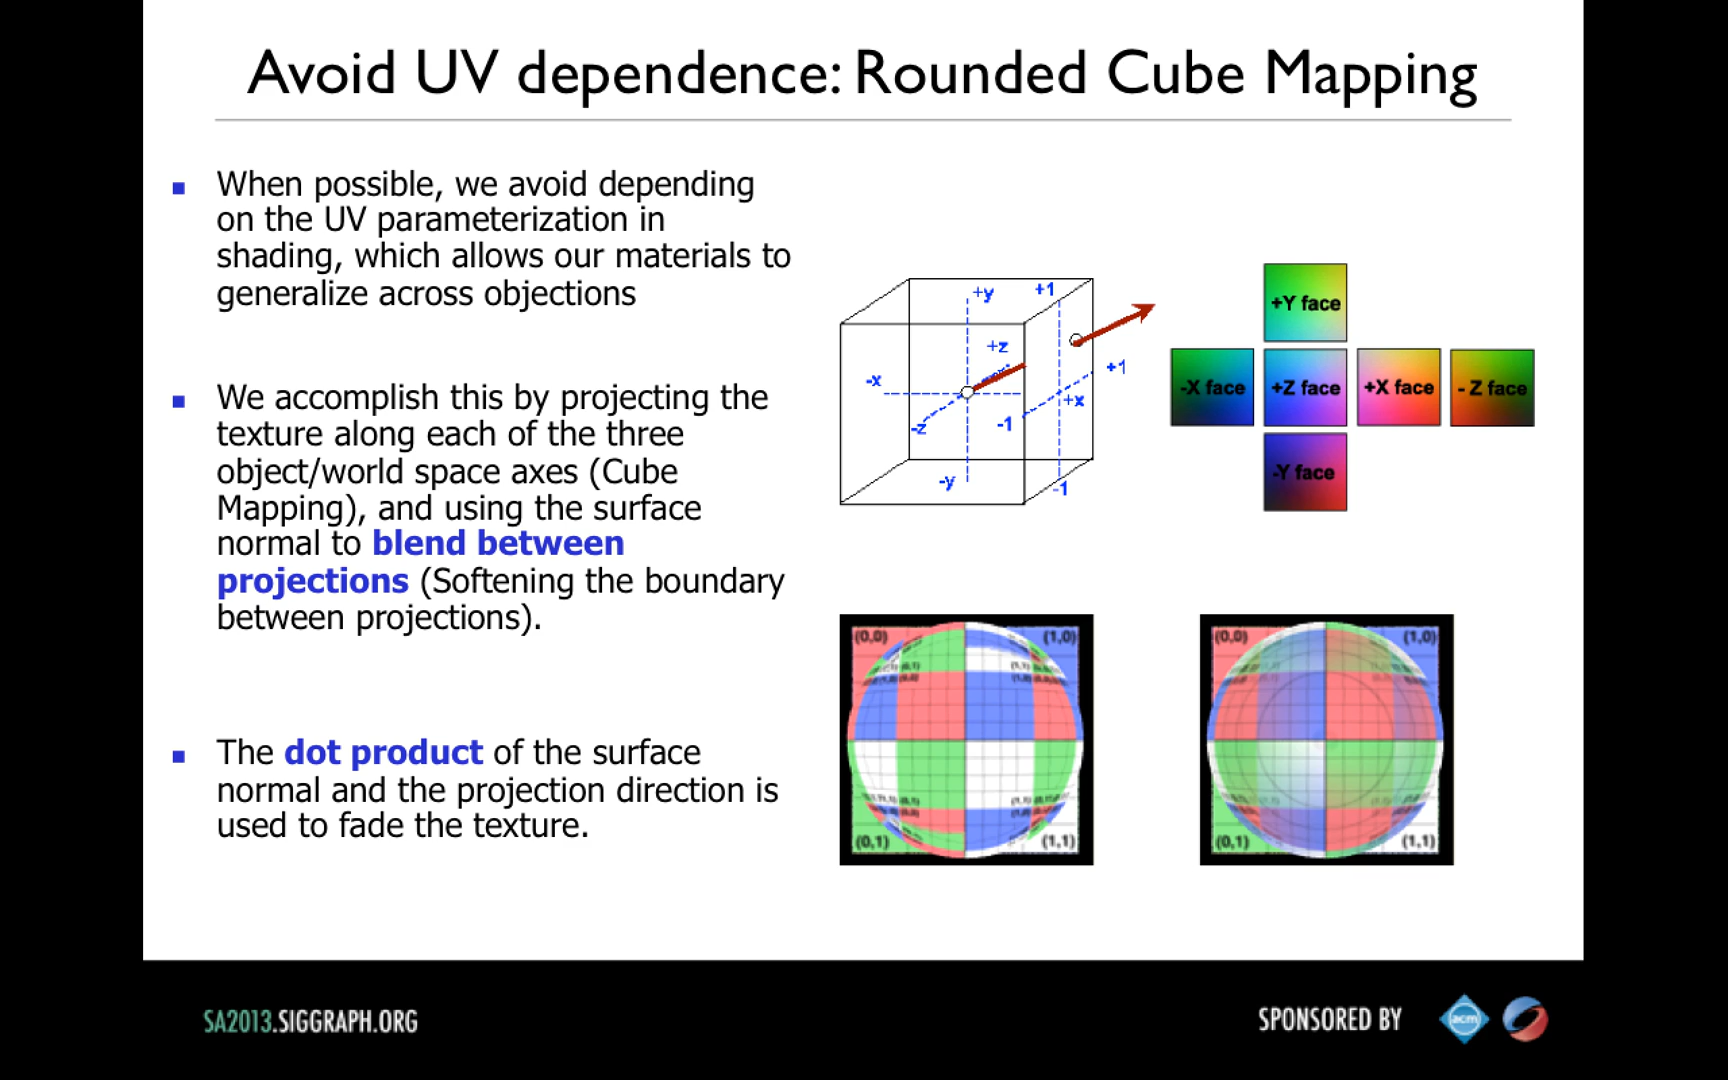 Avoid UV dependence: Rounded Cube Mapping
When possible, we avoid depending
on the UV parameterization in
shading, which allows our materials to
generalize across objections
We accomplish this by projecting the
texture along each of the three
object/world space axes (Cube
Mapping), and using the surface
normal to blend between
projections (Softening the boundary
between projections).
The dot product of the surface
normal and the projection direction is
used to fade the texture.
+y
+1
+z
-x
+1
+x
-z
-1
-y
-1
+Y face
-X face
+Z face
+X face
- Z face
-Y face
(0,0)
(1,0)
(0,1)
(1,1)
(0,0)
(1,0)
(0,1)
(1,1)
SA2013.SIGGRAPH.ORG
SPONSORED BY
acm